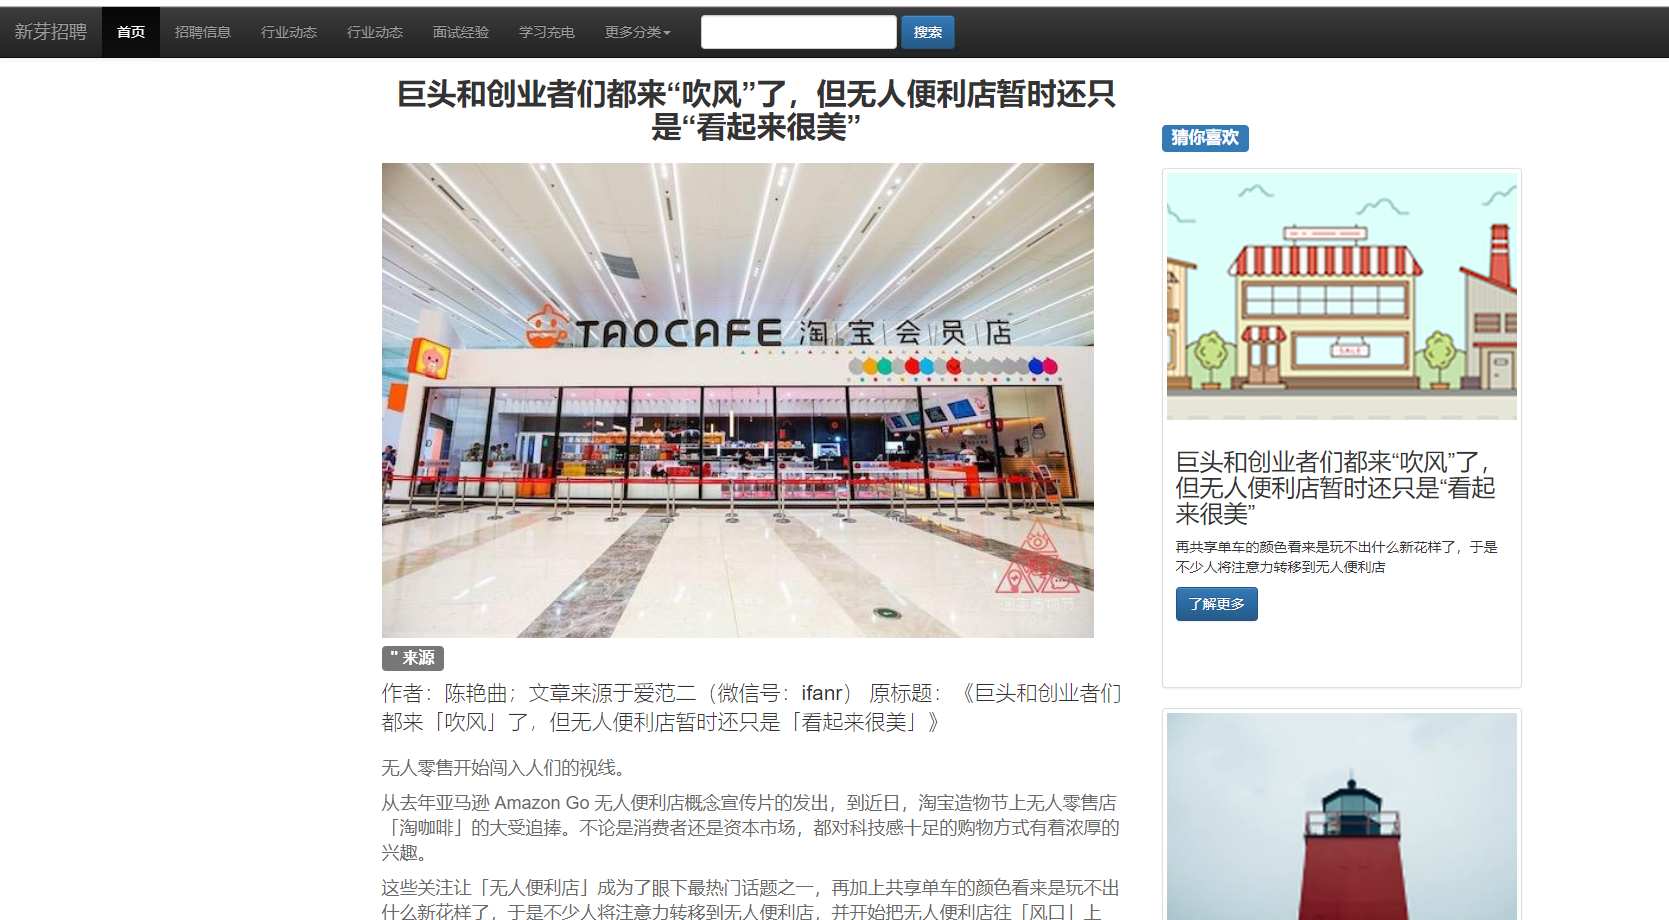 新芽招聘 首页 招聘信息 行业动态 行业动态 面试经验 学习充电 更多分类 搜索
巨头和创业者们都来“吹风”了，但无人便利店暂时还只
是“看起来很美”
TAOCAFE 淘宝会员店
淘宝造物节
" 来源
作者：陈艳曲；文章来源于爱范二（微信号：ifanr） 原标题：《巨头和创业者们
都来「吹风」了，但无人便利店暂时还只是「看起来很美」》
无人零售开始闯入人们的视线。
从去年亚马逊 Amazon Go 无人便利店概念宣传片的发出，到近日，淘宝造物节上无人零售店
「淘咖啡」的大受追捧。不论是消费者还是资本市场，都对科技感十足的购物方式有着浓厚的
兴趣。
这些关注让「无人便利店」成为了眼下最热门话题之一，再加上共享单车的颜色看来是玩不出
什么新花样了，于是不少人将注意力转移到无人便利店，并开始把无人便利店往「风口」上
猜你喜欢
SALE
巨头和创业者们都来“吹风”了，
但无人便利店暂时还只是“看起
来很美”
再共享单车的颜色看来是玩不出什么新花样了，于是
不少人将注意力转移到无人便利店
了解更多